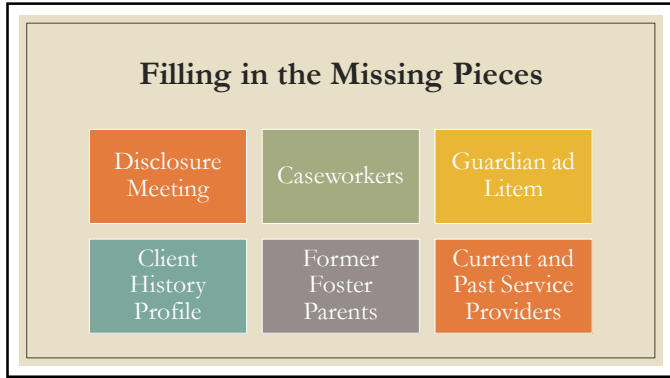 Filling in the Missing Pieces
Disclosure
Meeting
Caseworkers
Guardian ad
Litem
Client
History
Profile
Former
Foster
Parents
Current and
Past Service
Providers